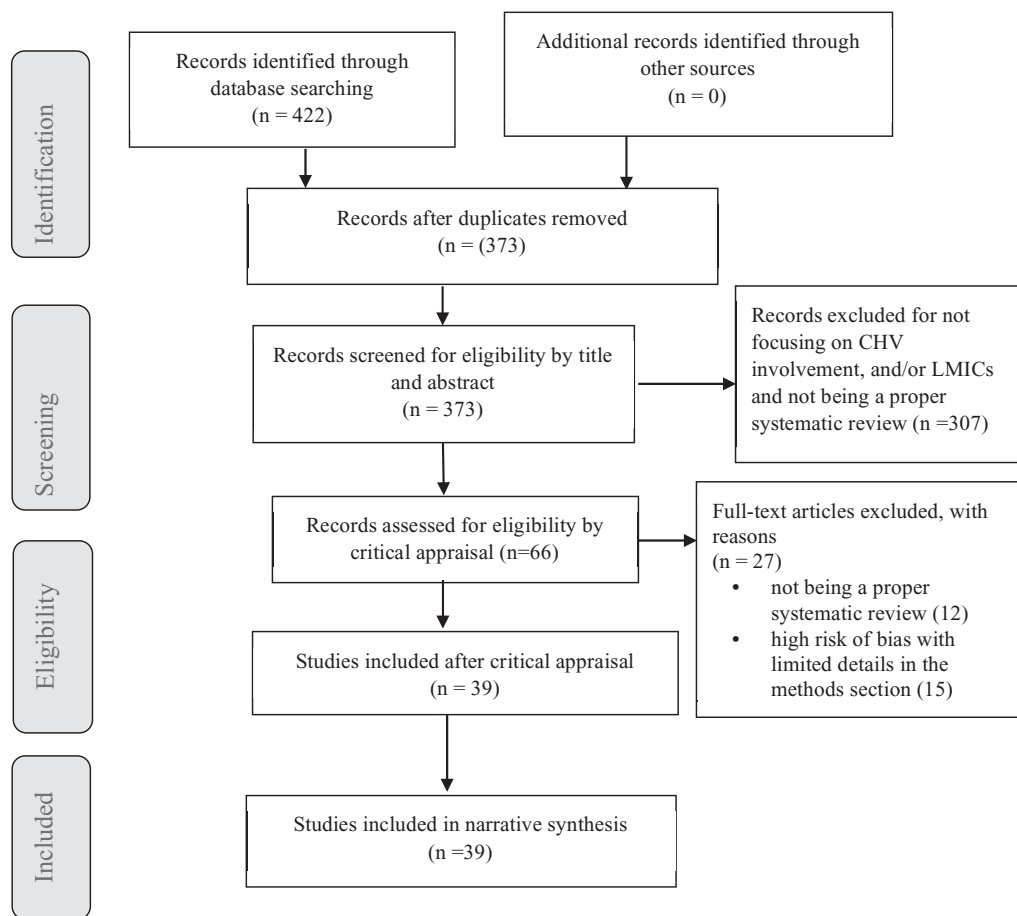 Identification
Records identified through
database searching
(n = 422)
Additional records identified through
other sources
(n = 0)
Records after duplicates removed
(n = (373)
Screening
Records screened for eligibility by title
and abstract
(n = 373)
Records excluded for not
focusing on CHV
involvement, and/or LMICs
and not being a proper
systematic review (n =307)
Eligibility
Records assessed for eligibility by
critical appraisal (n=66)
Full-text articles excluded, with
reasons
(n = 27)
• not being a proper
systematic review (12)
• high risk of bias with
limited details in the
methods section (15)
Studies included after critical appraisal
(n = 39)
Included
Studies included in narrative synthesis
(n =39)